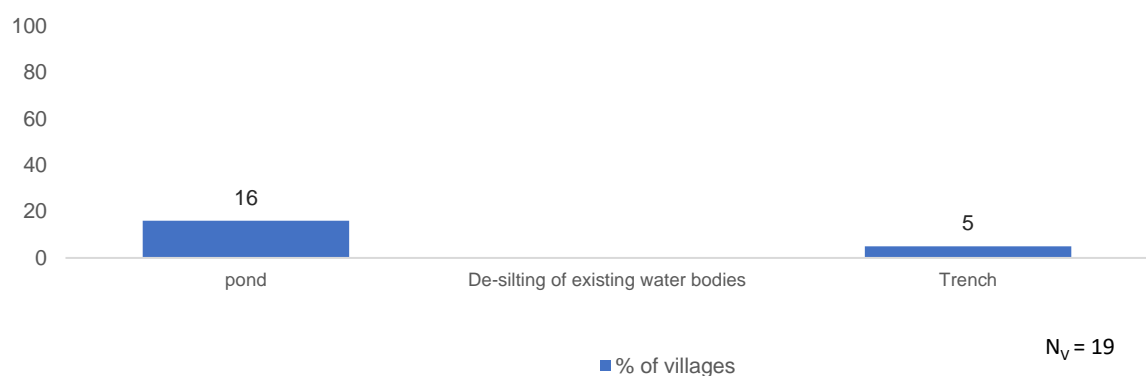 100
80
60
40
20
0
16
5
pond
De-silting of existing water bodies
Trench
% of villages
NV = 19